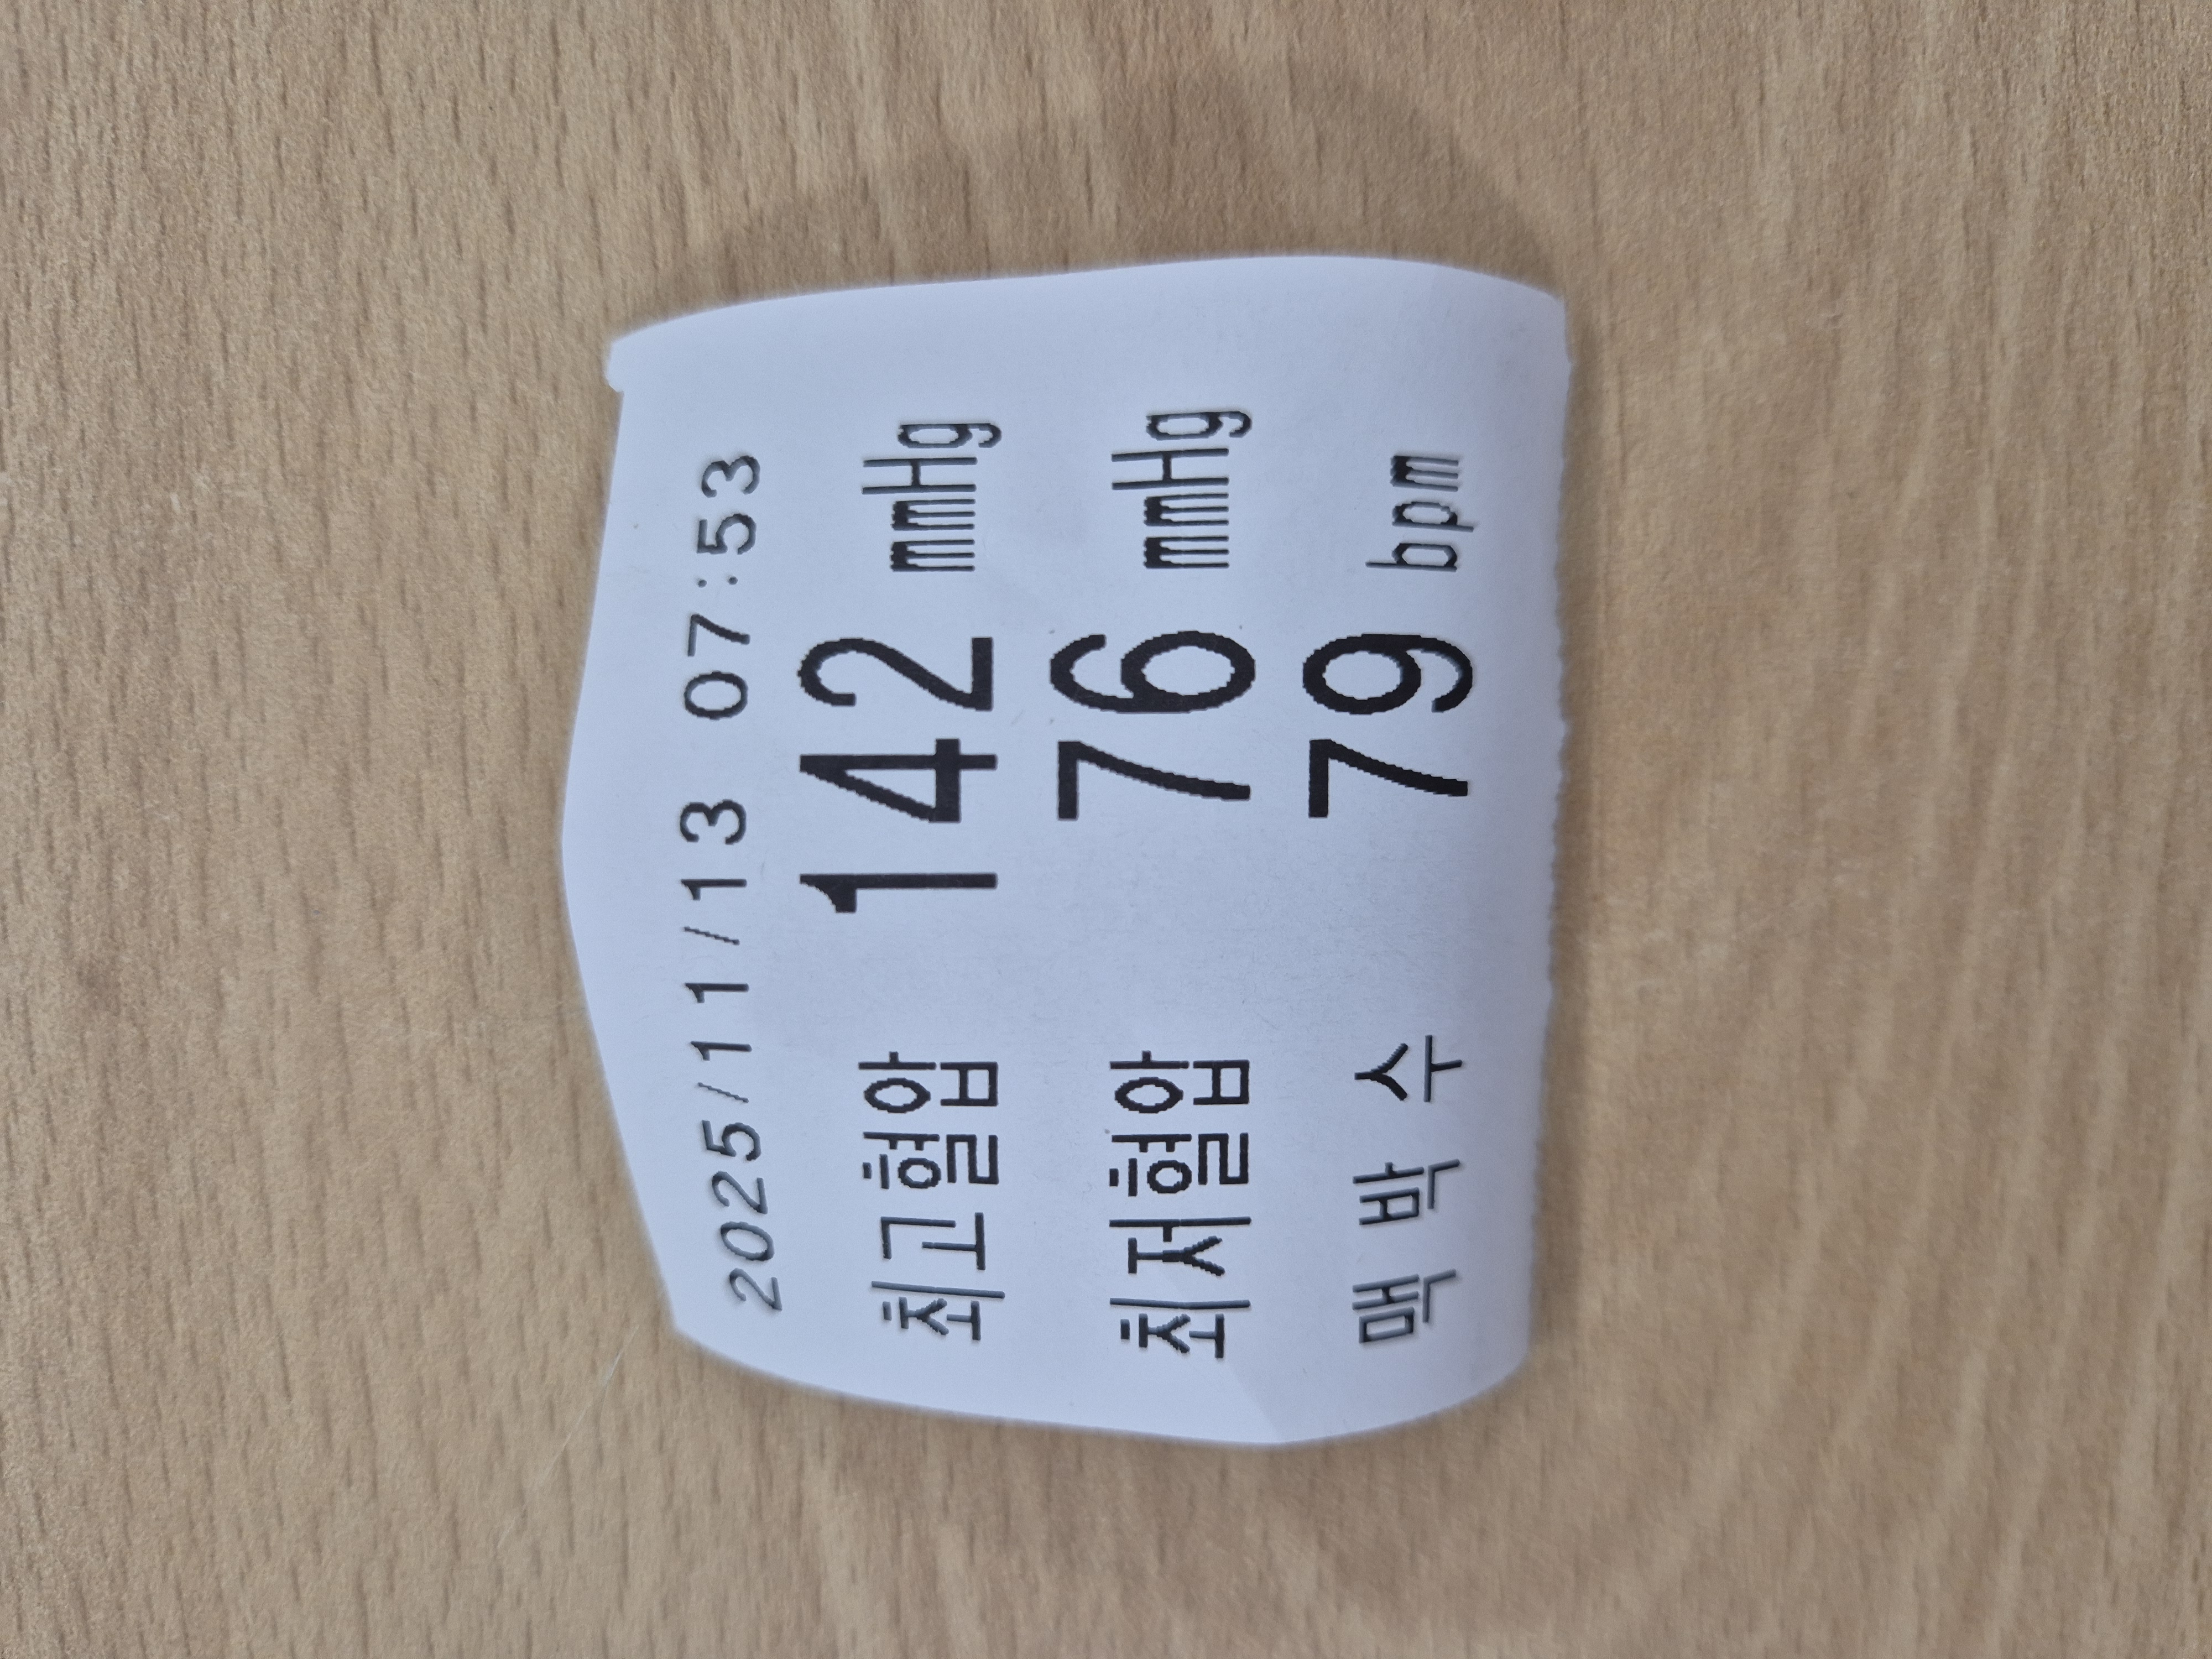 2025/11/13 07:53
최고혈압 142 mmHg
최저혈압 76 mmHg
맥박수 79 bpm